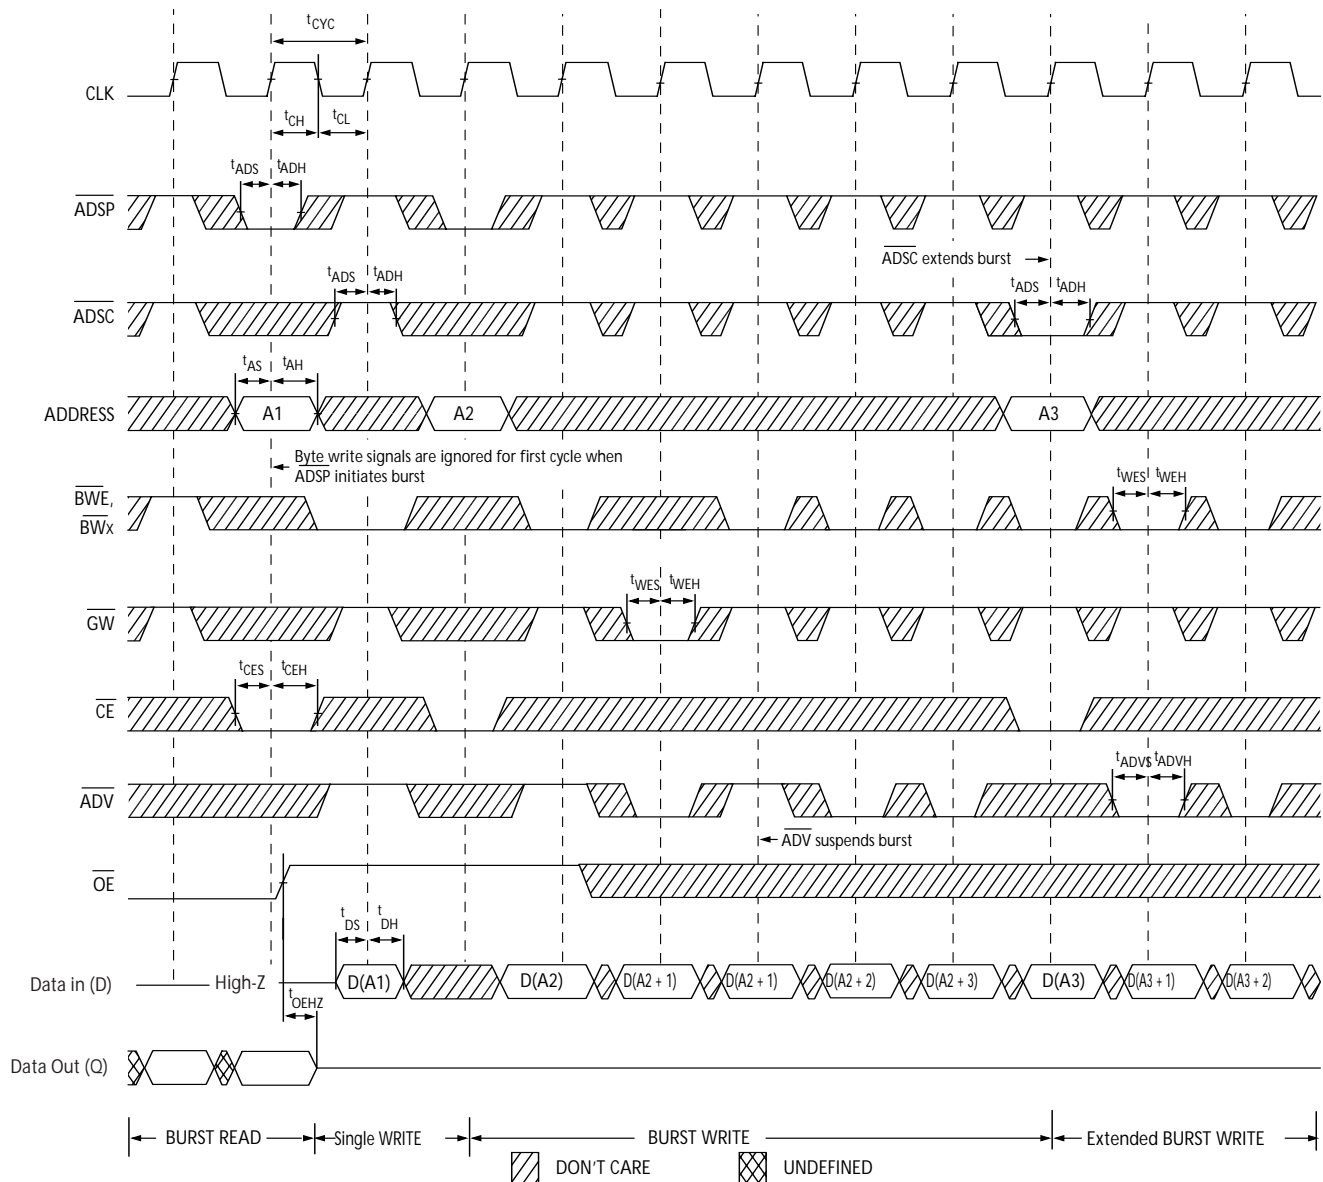 tCYC
CLK
tCH
tCL
tADS
tADH
ADSP
ADSC extends burst
tADS
tADH
tADS
tADH
ADSC
tAS
tAH
ADDRESS
A1
A2
A3
Byte write signals are ignored for first cycle when
ADSP initiates burst
BWE,
BWx
tWES
tWEH
tWES
tWEH
GW
tCES
tCEH
CE
tADVS
tADVH
ADV
ADV suspends burst
OE
tDS
tDH
Data in (D)
High-Z
D(A1)
D(A2)
D(A2 + 1)
D(A2 + 1)
D(A2 + 2)
D(A2 + 3)
D(A3)
D(A3 + 1)
D(A3 + 2)
tOEHZ
Data Out (Q)
BURST READ
Single WRITE
BURST WRITE
Extended BURST WRITE
DON'T CARE
UNDEFINED